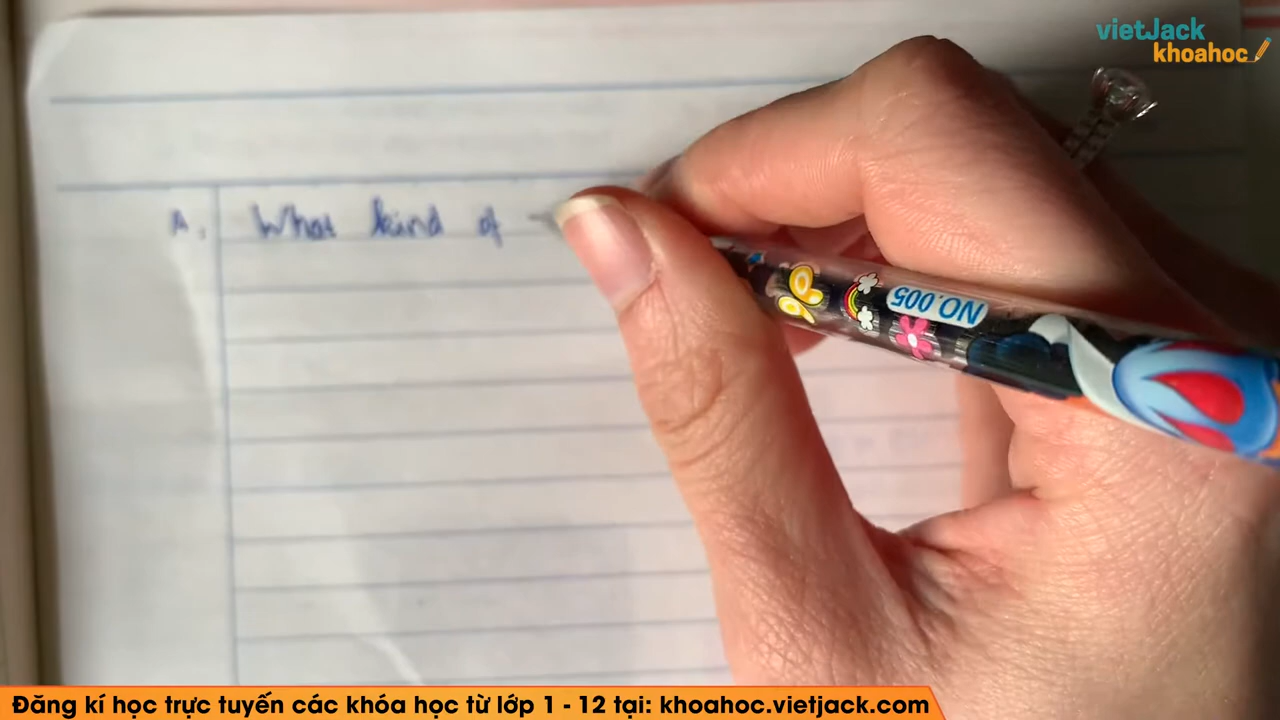 vietJack
khoahoc
A: What kind of
NO.005
Đăng kí học trực tuyến các khóa học từ lớp 1 - 12 tại: khoahoc.vietjack.com